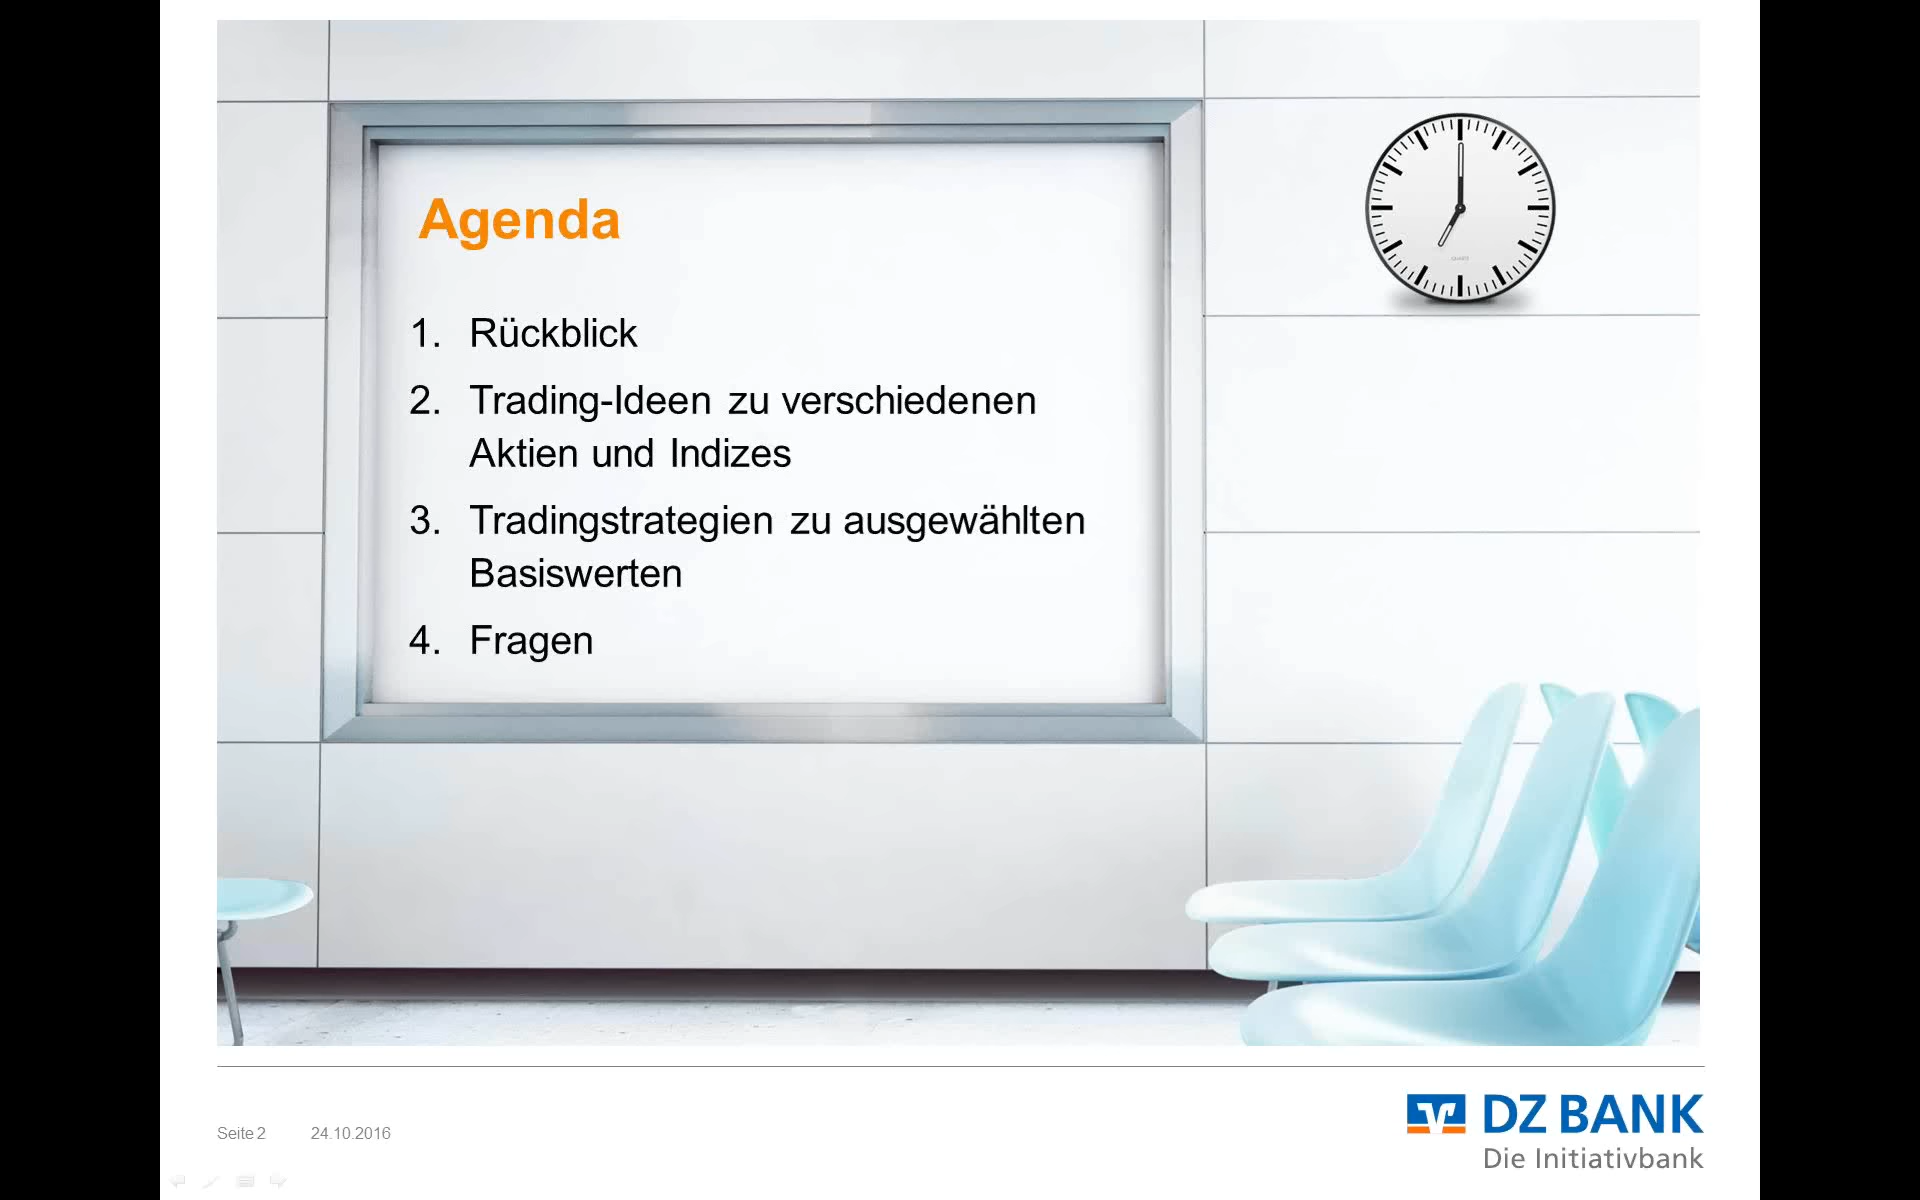 Agenda
1. Rückblick
2. Trading-Ideen zu verschiedenen
Aktien und Indizes
3. Tradingstrategien zu ausgewählten
Basiswerten
4. Fragen
Seite 2 24.10.2016
DZ BANK
Die Initiativbank